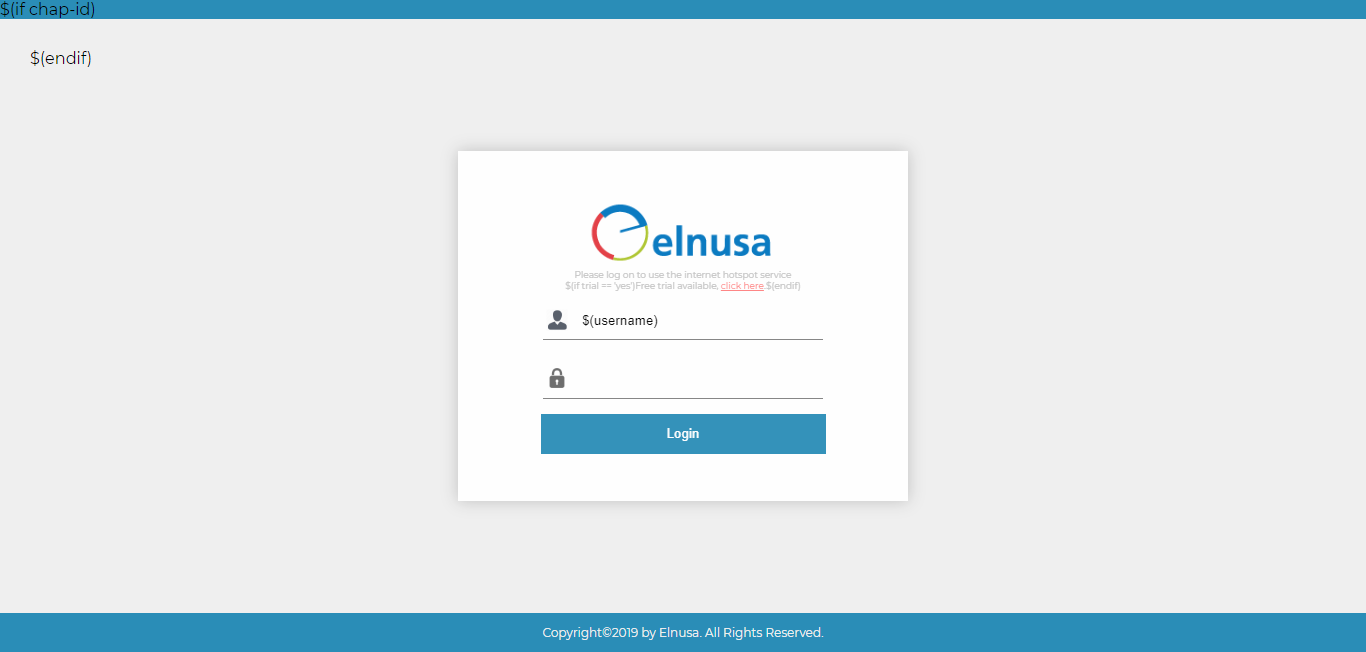 $(if chap-id)
$(endif)
elnusa
Please log on to use the internet hotspot service
$(if trial == 'yes')Free trial available, click here.$(endif)
$(username)
Login
Copyright©2019 by Elnusa. All Rights Reserved.